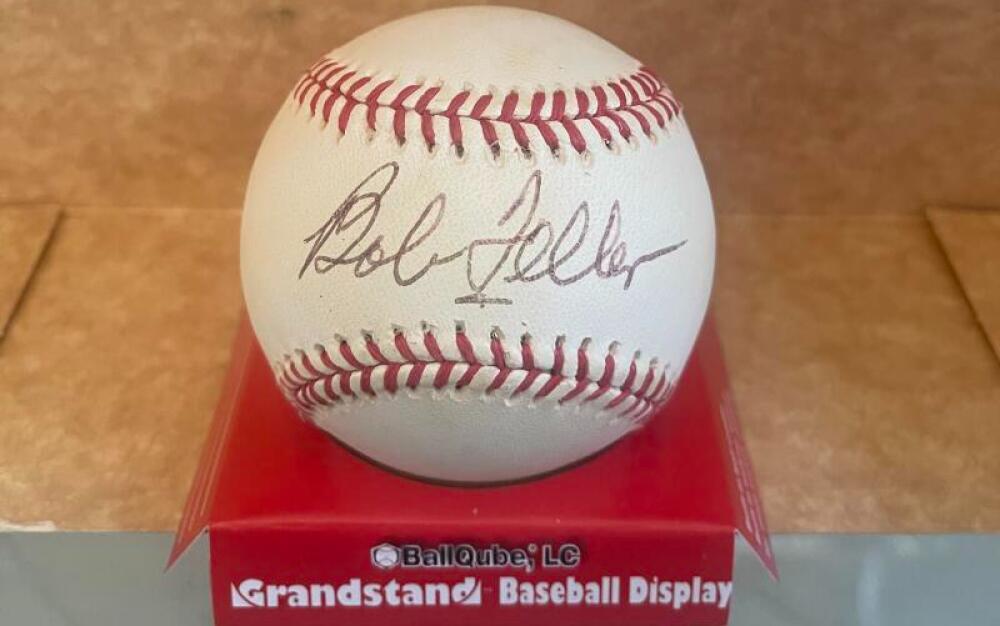 Bob Feller
BallQube, LC
Grandstand Baseball Display